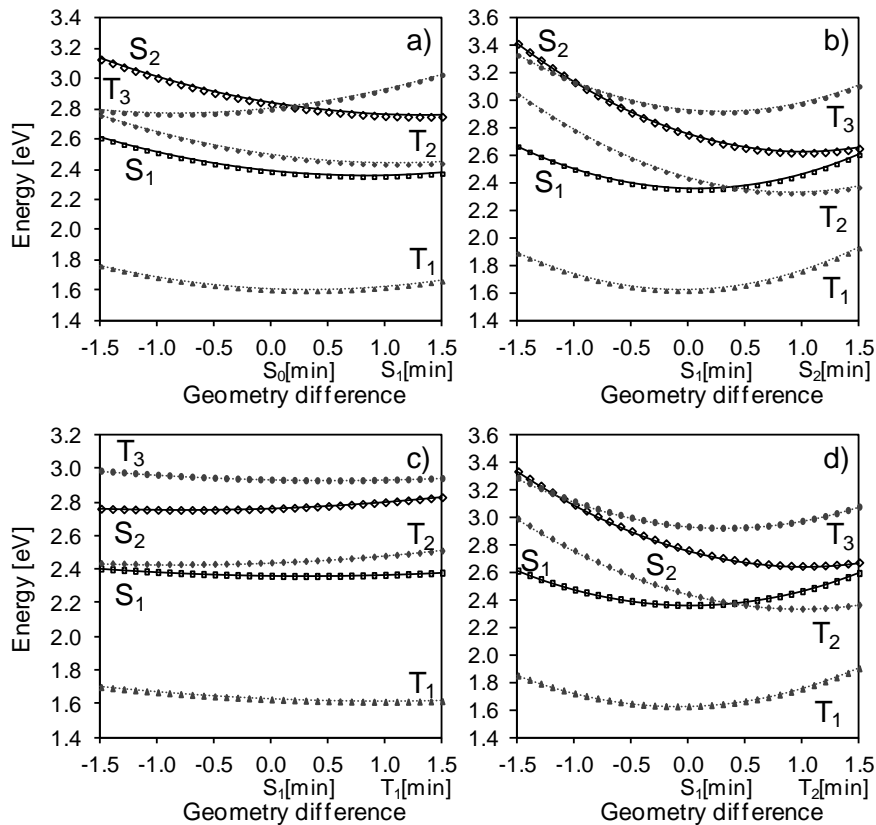 a)
3.4
3.2
3.0
2.8
2.6
2.4
2.2
2.0
1.8
1.6
1.4
Energy [eV]
S2
T3
T2
S1
T1
-1.5 -1.0 -0.5 0.0 0.5 1.0 1.5
S0[min] S1[min]
Geometry difference
b)
3.6
3.4
3.2
3.0
2.8
2.6
2.4
2.2
2.0
1.8
1.6
1.4
S2
T3
S1
T2
T1
-1.5 -1.0 -0.5 0.0 0.5 1.0 1.5
S1[min] S2[min]
Geometry difference
c)
3.2
3.0
2.8
2.6
2.4
2.2
2.0
1.8
1.6
1.4
Energy [eV]
T3
S2
T2
S1
T1
-1.5 -1.0 -0.5 0.0 0.5 1.0 1.5
S1[min] T1[min]
Geometry difference
d)
3.6
3.4
3.2
3.0
2.8
2.6
2.4
2.2
2.0
1.8
1.6
1.4
S1
S2
T3
T2
T1
-1.5 -1.0 -0.5 0.0 0.5 1.0 1.5
S1[min] T2[min]
Geometry difference